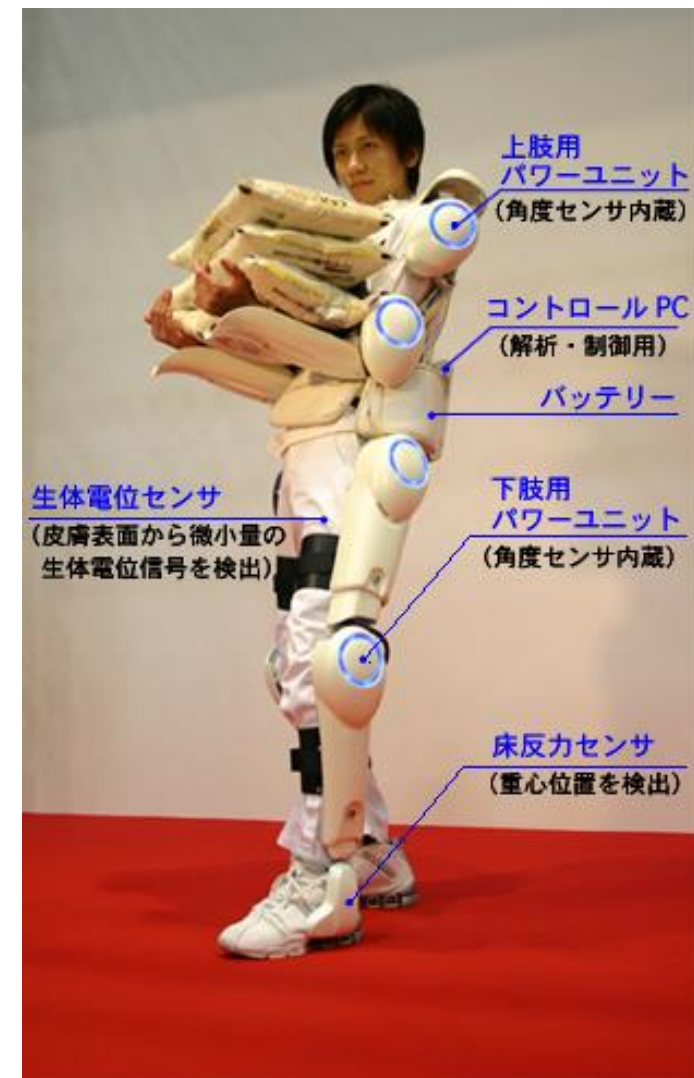 上肢用
パワーユニット
(角度センサ内蔵)
コントロールPC
(解析・制御用)
バッテリー
生体電位センサ
(皮膚表面から微小量の
生体電位信号を検出)
下肢用
パワーユニット
(角度センサ内蔵)
床反力センサ
(重心位置を検出)